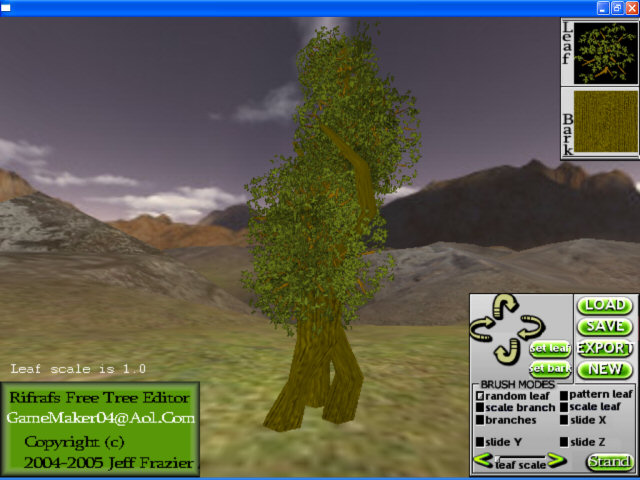 Leaf
Bark
Leaf scale is 1.0
Rifrafs Free Tree Editor
GameMaker04@Aol.Com
Copyright (c)
2004-2005 Jeff Frazier
LOAD
SAVE
set leaf
EXPORT
set bark
NEW
BRUSH MODES
random leaf
pattern leaf
scale branch
scale leaf
branches
slide X
slide Y
slide Z
leaf scale
Stand